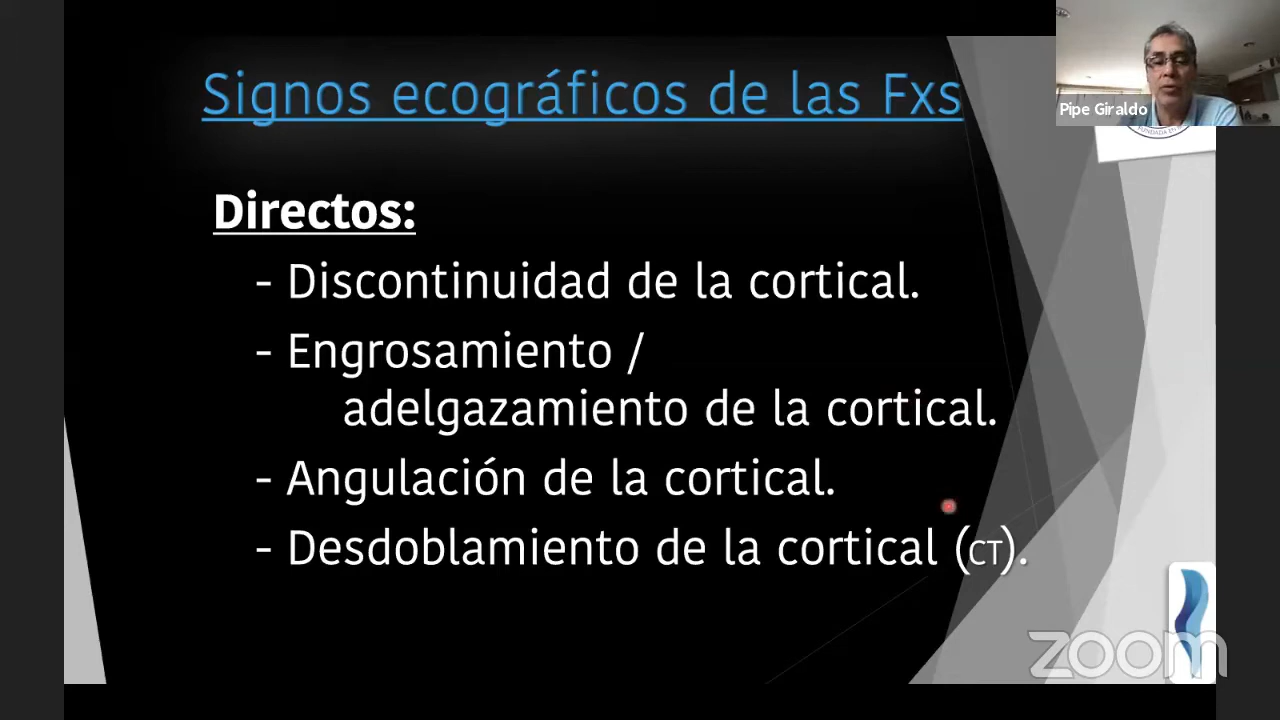 Signos ecográficos de las Fxs
Pipe Giraldo
Directos:
- Discontinuidad de la cortical.
- Engrosamiento /
adelgazamiento de la cortical.
- Angulación de la cortical.
- Desdoblamiento de la cortical (CT).
zoom